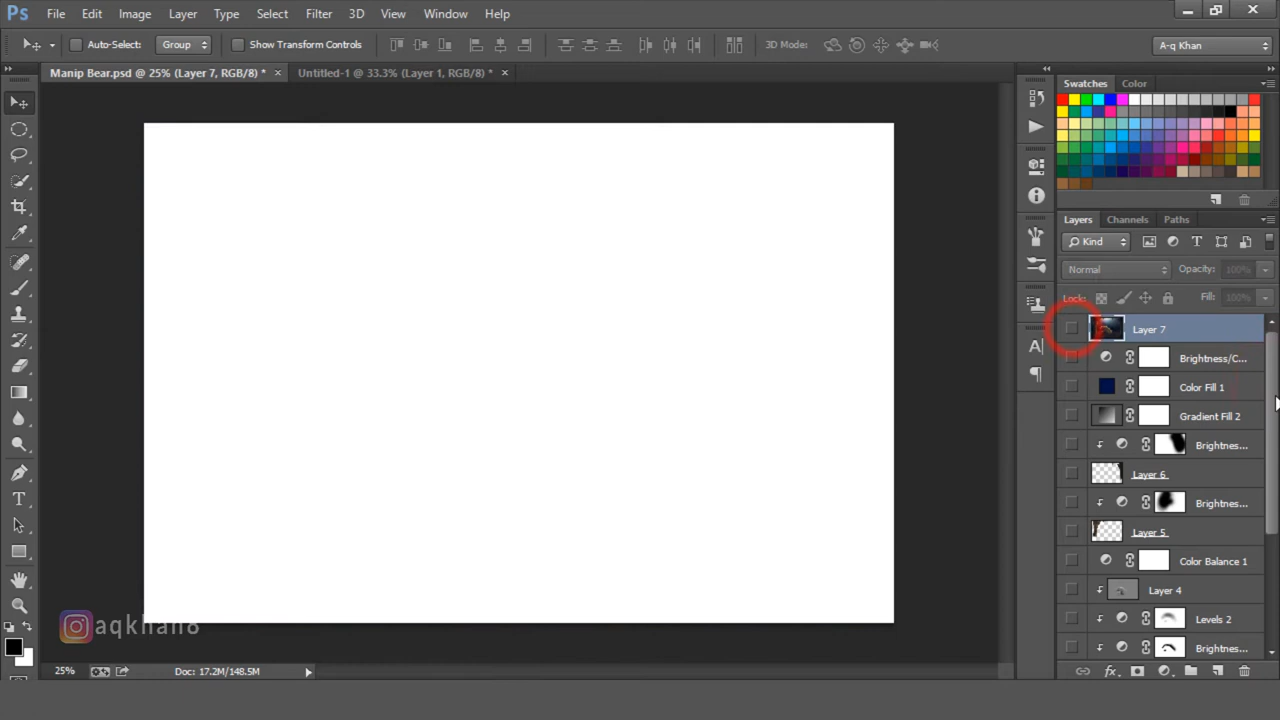 Ps File Edit Image Layer Type Select Filter 3D View Window Help
Auto-Select: Group Show Transform Controls 3D Mode: A-q Khan
Manip Bear.psd @ 25% (Layer 7, RGB/8) * × Untitled-1 @ 33.3% (Layer 1, RGB/8) * ×
Swatches Color
Layers Channels Paths
Kind
Normal Opacity: 100%
Lock: Fill: 100%
Layer 7
Brightness/C...
Color Fill 1
Gradient Fill 2
Brightnes...
Layer 6
Brightnes...
Layer 5
Color Balance 1
Layer 4
Levels 2
Brightnes...
aqkhan8
25% Doc: 17.2M/148.5M